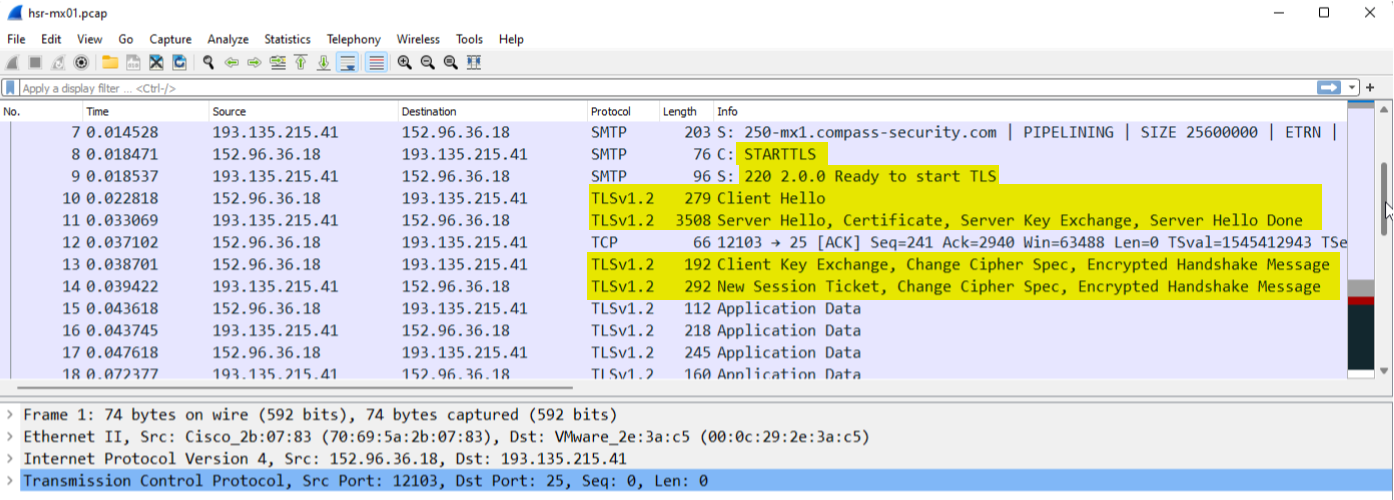 hsr-mx01.pcap
File Edit View Go Capture Analyze Statistics Telephony Wireless Tools Help
Apply a display filter ... <Ctrl-/>
No. Time Source Destination Protocol Length Info
7 0.014528 193.135.215.41 152.96.36.18 SMTP 203 S: 250-mx1.compass-security.com | PIPELINING | SIZE 25600000 | ETRN |
8 0.018471 152.96.36.18 193.135.215.41 SMTP 76 C: STARTTLS
9 0.018537 193.135.215.41 152.96.36.18 SMTP 96 S: 220 2.0.0 Ready to start TLS
10 0.022818 152.96.36.18 193.135.215.41 TLSv1.2 279 Client Hello
11 0.033069 193.135.215.41 152.96.36.18 TLSv1.2 3508 Server Hello, Certificate, Server Key Exchange, Server Hello Done
12 0.037102 152.96.36.18 193.135.215.41 TCP 66 12103 → 25 [ACK] Seq=241 Ack=2940 Win=63488 Len=0 TSval=1545412943 TSe
13 0.038701 152.96.36.18 193.135.215.41 TLSv1.2 192 Client Key Exchange, Change Cipher Spec, Encrypted Handshake Message
14 0.039422 193.135.215.41 152.96.36.18 TLSv1.2 292 New Session Ticket, Change Cipher Spec, Encrypted Handshake Message
15 0.043618 152.96.36.18 193.135.215.41 TLSv1.2 112 Application Data
16 0.043745 193.135.215.41 152.96.36.18 TLSv1.2 218 Application Data
17 0.047618 152.96.36.18 193.135.215.41 TLSv1.2 245 Application Data
18 0.072377 193.135.215.41 152.96.36.18 TLSv1.2 160 Application Data
Frame 1: 74 bytes on wire (592 bits), 74 bytes captured (592 bits)
Ethernet II, Src: Cisco_2b:07:83 (70:69:5a:2b:07:83), Dst: VMware_2e:3a:c5 (00:0c:29:2e:3a:c5)
Internet Protocol Version 4, Src: 152.96.36.18, Dst: 193.135.215.41
Transmission Control Protocol, Src Port: 12103, Dst Port: 25, Seq: 0, Len: 0